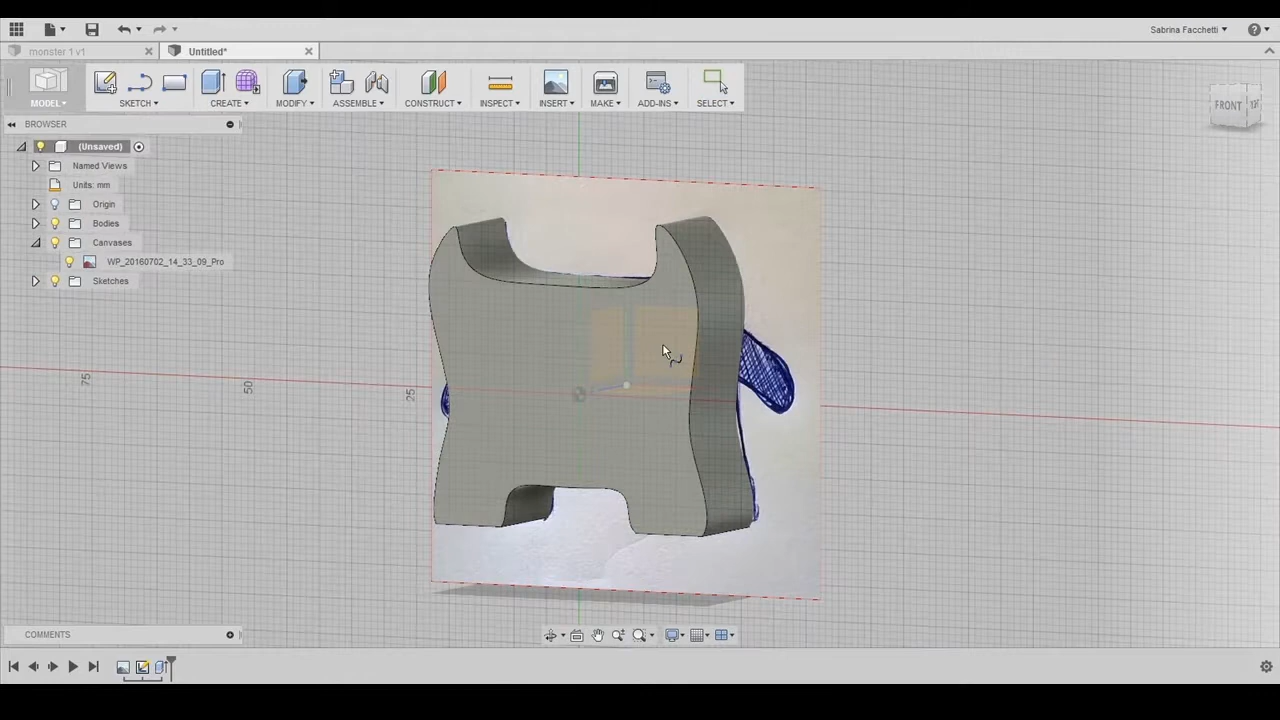 Sabrina Facchetti
monster 1 v1
Untitled*
MODEL
SKETCH
CREATE
MODIFY
ASSEMBLE
CONSTRUCT
INSPECT
INSERT
MAKE
ADD-INS
SELECT
BROWSER
FRONT
(Unsaved)
Named Views
Units: mm
Origin
Bodies
Canvases
WP_20160702_14_33_09_Pro
Sketches
75
50
25
COMMENTS